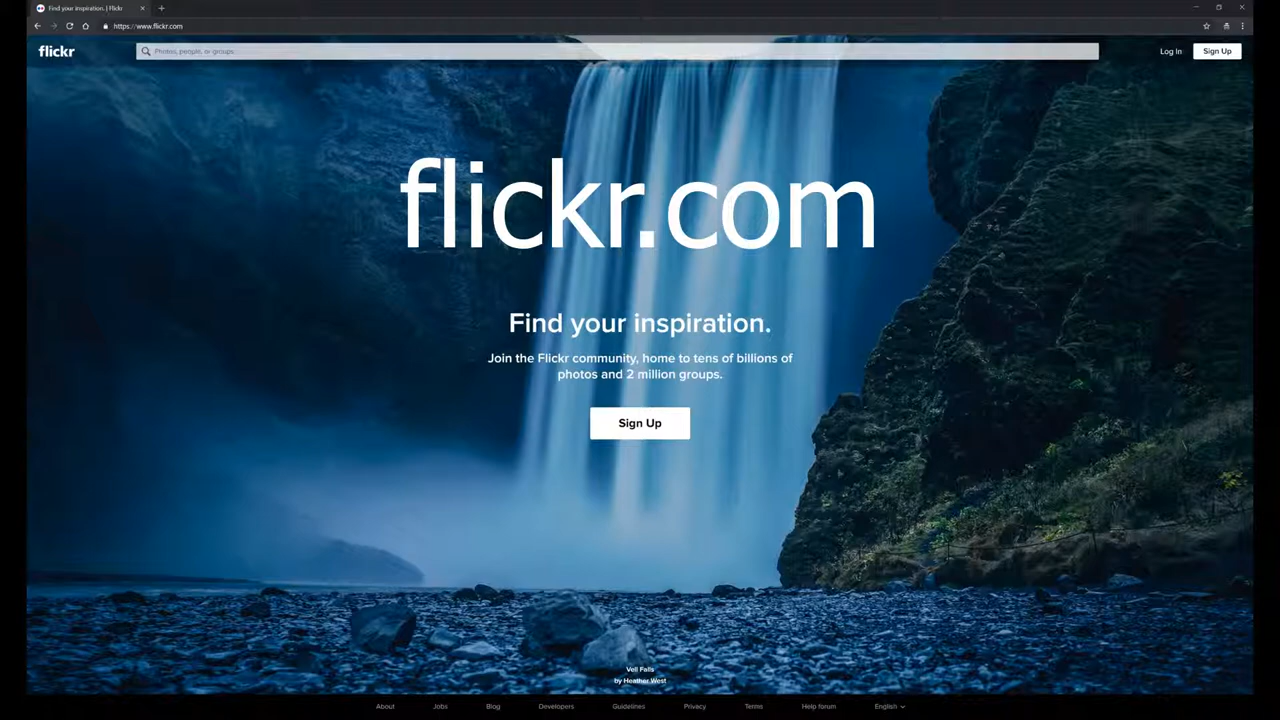 Find your inspiration. | Flickr
https://www.flickr.com
flickr
Photos, people, or groups
Log In
Sign Up
flickr.com
Find your inspiration.
Join the Flickr community, home to tens of billions of
photos and 2 million groups.
Sign Up
Veil Falls
by Heather West
About
Jobs
Blog
Developers
Guidelines
Privacy
Terms
Help forum
English